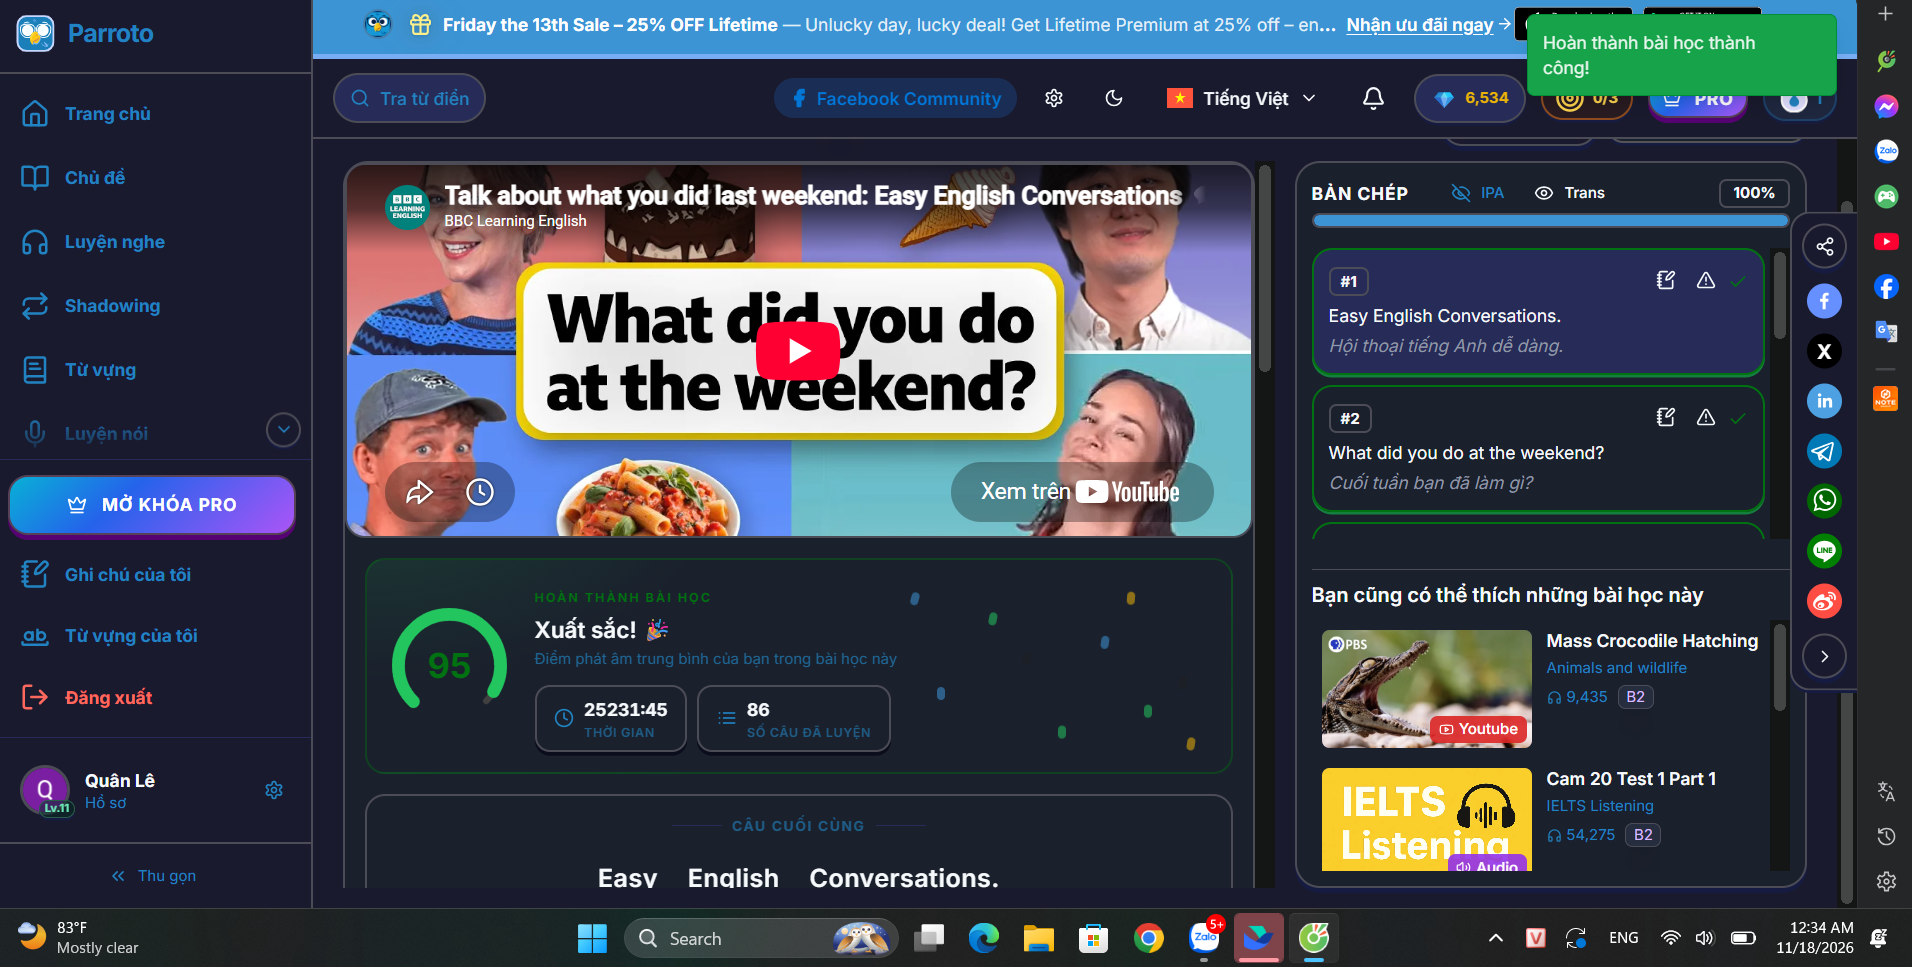 Parroto
Trang chủ
Chủ đề
Luyện nghe
Shadowing
Từ vựng
Luyện nói
MỞ KHÓA PRO
Ghi chú của tôi
Từ vựng của tôi
Đăng xuất
Q
Lv.11
Quân Lê
Hồ sơ
Thu gọn
Friday the 13th Sale – 25% OFF Lifetime — Unlucky day, lucky deal! Get Lifetime Premium at 25% off – en... Nhận ưu đãi ngay
Hoàn thành bài học thành
công!
Tra từ điển
Facebook Community
Tiếng Việt
6,534
0/3
PRO
1
BBC
LEARNING
ENGLISH
Talk about what you did last weekend: Easy English Conversations
BBC Learning English
What did you do
at the weekend?
Xem trên YouTube
HOÀN THÀNH BÀI HỌC
95
Xuất sắc!
Điểm phát âm trung bình của bạn trong bài học này
25231:45
THỜI GIAN
86
SỐ CÂU ĐÃ LUYỆN
CÂU CUỐI CÙNG
Easy English Conversations.
BẢN CHÉP
IPA
Trans
100%
#1
Easy English Conversations.
Hội thoại tiếng Anh dễ dàng.
#2
What did you do at the weekend?
Cuối tuần bạn đã làm gì?
Bạn cũng có thể thích những bài học này
PBS
Youtube
Mass Crocodile Hatching
Animals and wildlife
9,435
B2
IELTS
Listening
Audio
Cam 20 Test 1 Part 1
IELTS Listening
54,275
B2
f
X
in
LINE
Zalo
NOTE
83°F
Mostly clear
Search
Zalo
5+
V
ENG
12:34 AM
11/18/2026